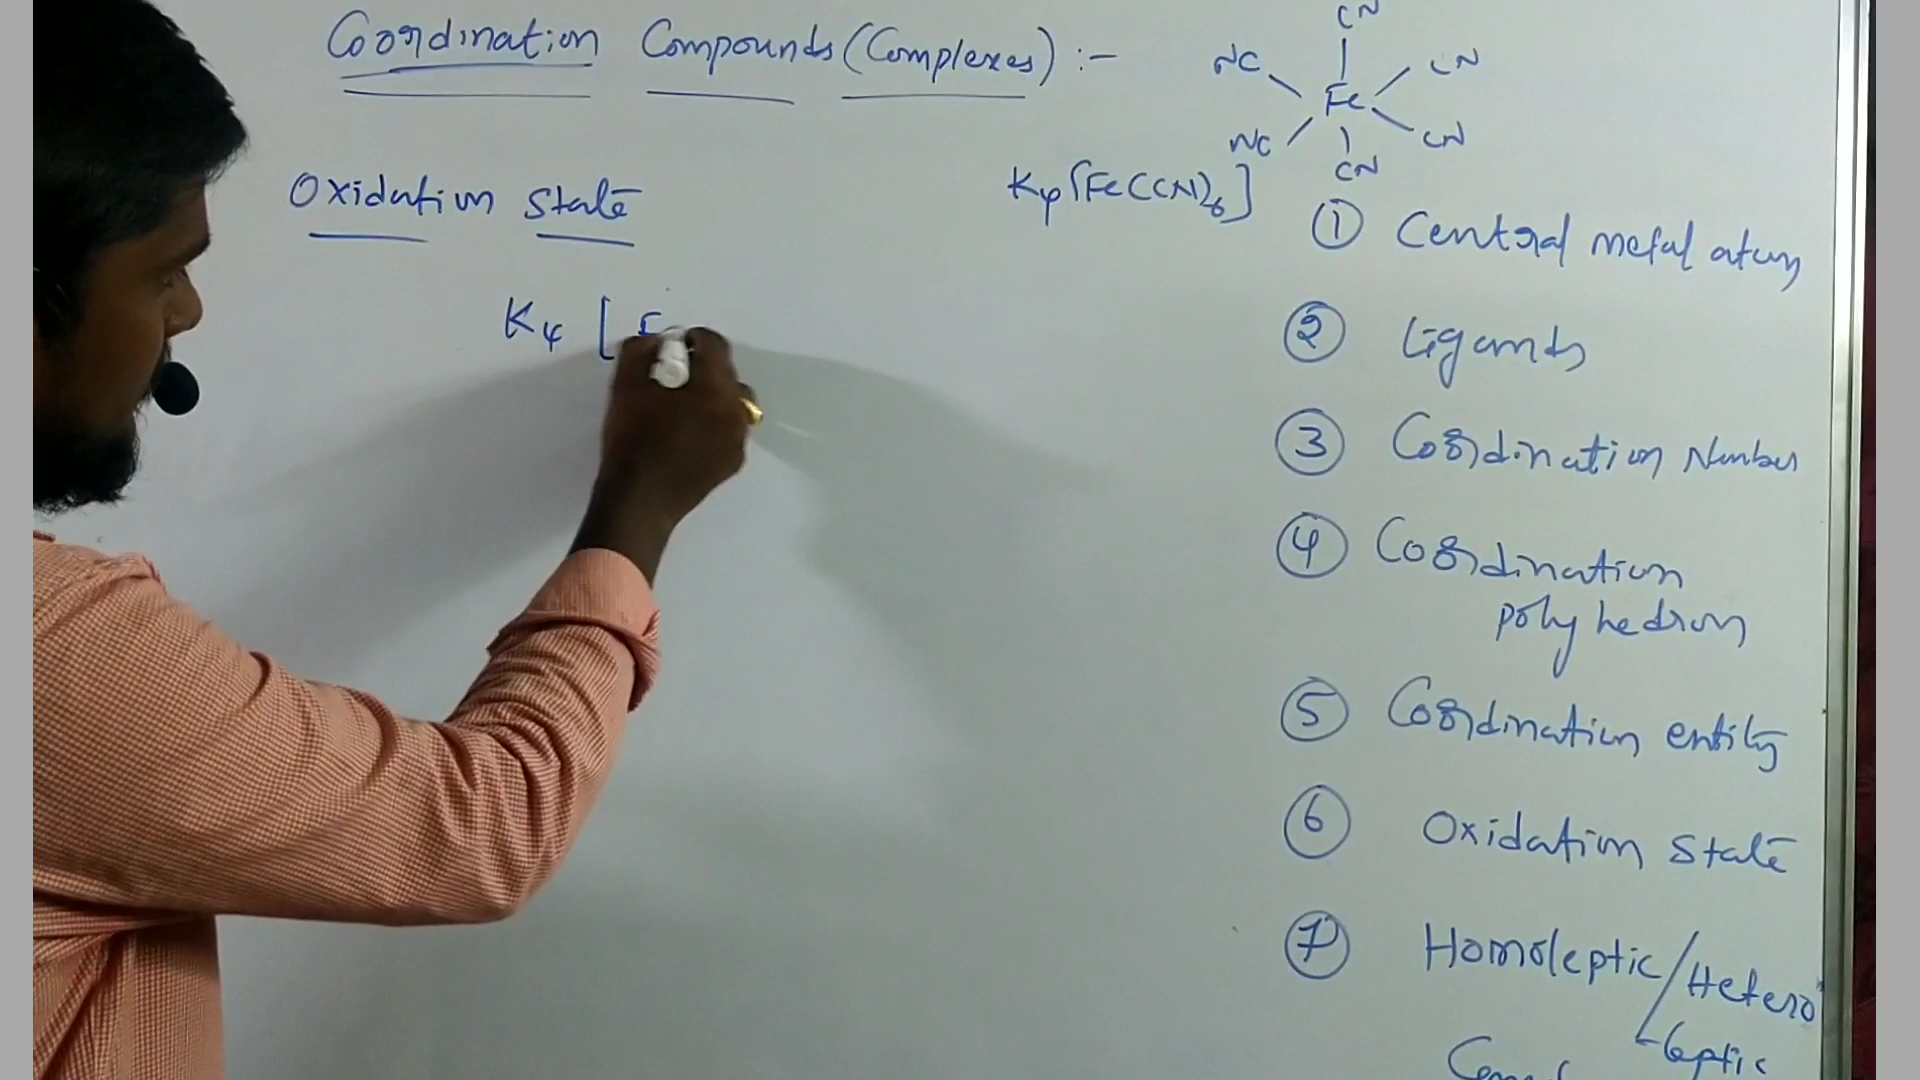 Coordination Compounds (Complexes) :-
CN
NC CN
Fe
NC CN
CN
Oxidation state
K4[Fe(CN)6]
K4 [ F
① Central metal atom
② Ligands
③ Coordination Number
④ Coordination
polyhedron
⑤ Coordination entity
⑥ Oxidation state
⑦ Homoleptic/Hetero
leptic